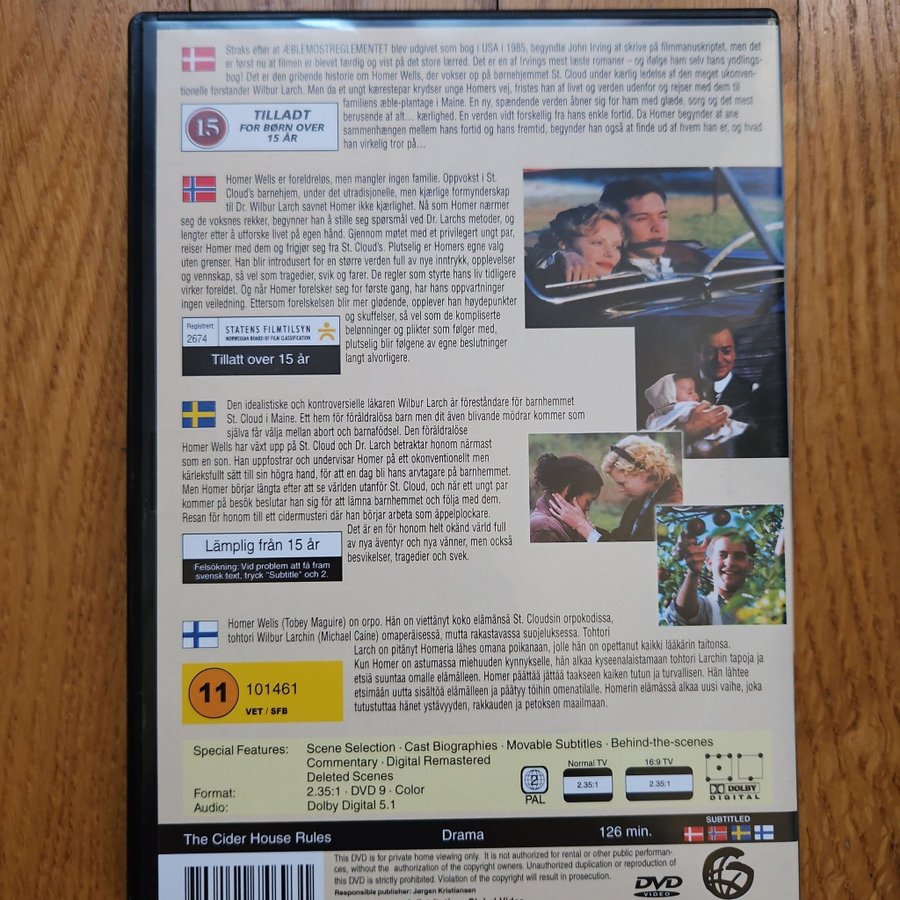 Straks efter at ÆBLEMOSTREGLEMENTET blev udgivet som bog i USA i 1985, begyndte John Irving at skrive på filmmanuskriptet, men det
er først nu at filmen er blevet færdig og vist på det store lærred. Det er en af Irvings mest læste romaner – og ifølge ham selv hans yndlings-
bog! Det er den gribende historie om Homer Wells, der vokser op på børnehjemmet St. Cloud under kærlig ledelse af den meget ukonven-
tionelle forstander Wilbur Larch. Men da et ungt kærestepar krydser unge Homers vej, fristes han af livet og verden udenfor og rejser med dem til
familiens æble-plantage i Maine. En ny, spændende verden åbner sig for ham med glæde, sorg og det mest
berusende af alt... kærlighed. En verden vidt forskellig fra hans enkle fortid. Da Homer begynder at ane
sammenhængen mellem hans fortid og hans fremtid, begynder han også at finde ud af hvem han er, og hvad
han virkelig tror på...
15
TILLADT
FOR BØRN OVER
15 ÅR
Homer Wells er foreldreløs, men mangler ingen familie. Oppvokst i St.
Cloud's barnehjem, under det utradisjonelle, men kjærlige formynderskap
til Dr. Wilbur Larch savnet Homer ikke kjærlighet. Nå som Homer nærmer
seg de voksnes rekker, begynner han å stille seg spørsmål ved Dr. Larchs metoder, og
lengter etter å utforske livet på egen hånd. Gjennom møtet med et privilegert ungt par,
reiser Homer med dem og frigjør seg fra St. Cloud's. Plutselig er Homers egne valg
uten grenser. Han blir introdusert for en større verden full av nye inntrykk, opplevelser
og vennskap, så vel som tragedier, svik og farer. De regler som styrte hans liv tidligere
virker foreldet. Og når Homer forelsker seg for første gang, har hans oppvartninger
ingen veiledning. Ettersom forelskelsen blir mer glødende, opplever han høydepunkter
og skuffelser, så vel som de kompliserte
belønninger og plikter som følger med,
plutselig blir følgene av egne beslutninger
langt alvorligere.
Registrert:
2674
STATENS FILMTILSYN
NORWEGIAN BOARD OF FILM CLASSIFICATION
Tillatt over 15 år
Den idealistiske och kontroversielle läkaren Wilbur Larch är föreståndare för barnhemmet
St. Cloud i Maine. Ett hem för föräldralösa barn men dit även blivande mödrar kommer som
själva får välja mellan abort och barnafödsel. Den föräldralöse
Homer Wells har växt upp på St. Cloud och Dr. Larch betraktar honom närmast
som en son. Han uppfostrar och undervisar Homer på ett okonventionellt men
kärleksfullt sätt till sin högra hand, för att en dag bli hans arvtagare på barnhemmet.
Men Homer börjar längta efter att se världen utanför St. Cloud, och när ett ungt par
kommer på besök beslutar han sig för att lämna barnhemmet och följa med dem.
Resan för honom till ett cidermusteri där han börjar arbeta som äppelplockare.
Det är en för honom helt okänd värld full
av nya äventyr och nya vänner, men också
besvikelser, tragedier och svek.
Lämplig från 15 år
Felsökning: Vid problem att få fram
svensk text, tryck "Subtitle" och 2.
Homer Wells (Tobey Maguire) on orpo. Hän on viettänyt koko elämänsä St. Cloudsin orpokodissa,
tohtori Wilbur Larchin (Michael Caine) omaperäisessä, mutta rakastavassa suojeluksessa. Tohtori
Larch on pitänyt Homeria lähes omana poikanaan, jolle hän on opettanut kaikki lääkärin taitonsa.
Kun Homer on astumassa miehuuden kynnykselle, hän alkaa kyseenalaistamaan tohtori Larchin tapoja ja
etsiä suuntaa omalle elämälleen. Homer päättää jättää taakseen kaiken tutun ja turvallisen. Hän lähtee
etsimään uutta sisältöä elämälleen ja päätyy töihin omenatilalle. Homerin elämässä alkaa uusi vaihe, joka
tutustuttaa hänet ystävyyden, rakkauden ja petoksen maailmaan.
11
101461
VET / SFB
Special Features: Scene Selection · Cast Biographies · Movable Subtitles · Behind-the-scenes
Commentary · Digital Remastered
Deleted Scenes
Format: 2.35:1 · DVD 9 · Color
Audio: Dolby Digital 5.1
2
PAL
Normal TV
2.35:1
16:9 TV
2.35:1
DOLBY
DIGITAL
The Cider House Rules Drama 126 min.
SUBTITLED
This DVD is for private home viewing only. It is not authorized for rental or other public performan-
ces, without the authorization of the copyright owners. Unauthorized duplication or reproduction of
this DVD is strictly prohibited. Violation of the copyright will result in prosecution.
Responsible publisher: Jørgen Kristiansen
DVD
VIDEO